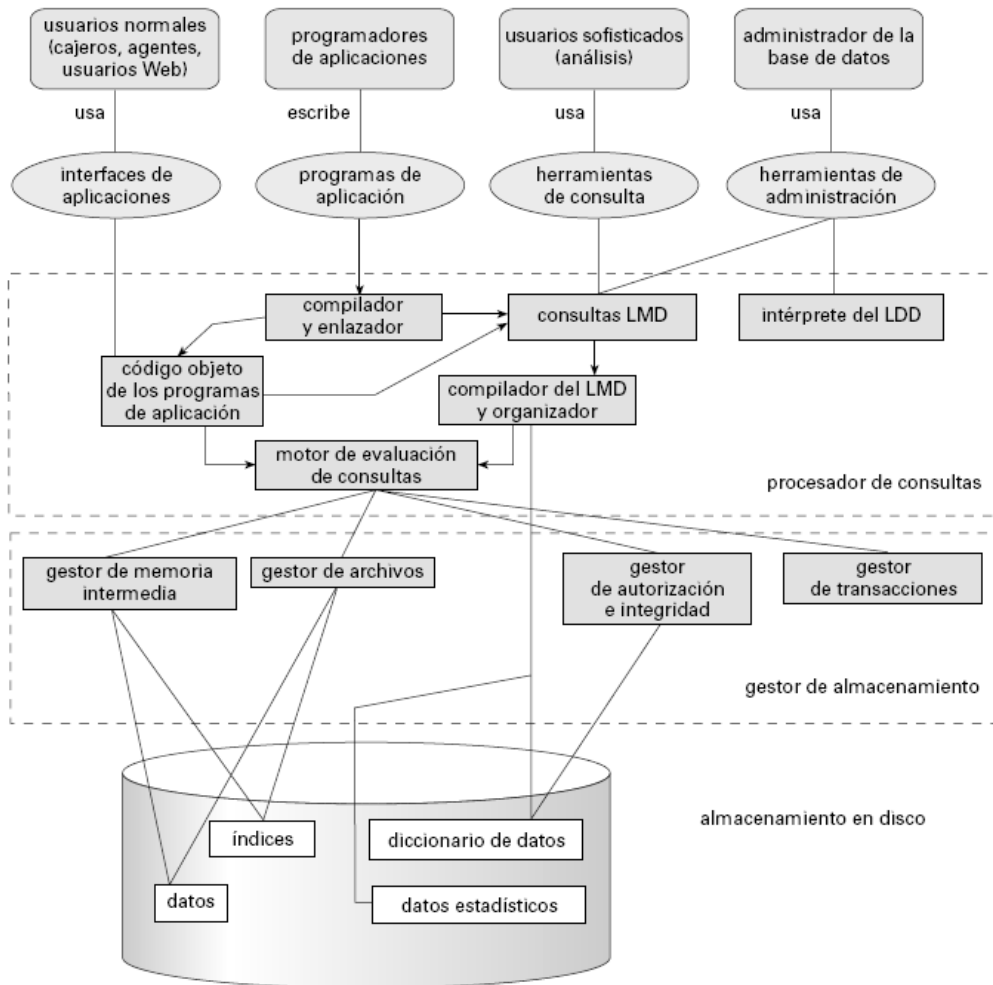 usuarios normales
(cajeros, agentes,
usuarios Web)
programadores
de aplicaciones
usuarios sofisticados
(análisis)
administrador de la
base de datos
usa
escribe
usa
usa
interfaces de
aplicaciones
programas de
aplicación
herramientas
de consulta
herramientas de
administración
compilador
y enlazador
consultas LMD
intérprete del LDD
código objeto
de los programas
de aplicación
compilador del LMD
y organizador
motor de evaluación
de consultas
procesador de consultas
gestor de memoria
intermedia
gestor de archivos
gestor
de autorización
e integridad
gestor
de transacciones
gestor de almacenamiento
almacenamiento en disco
índices
diccionario de datos
datos
datos estadísticos